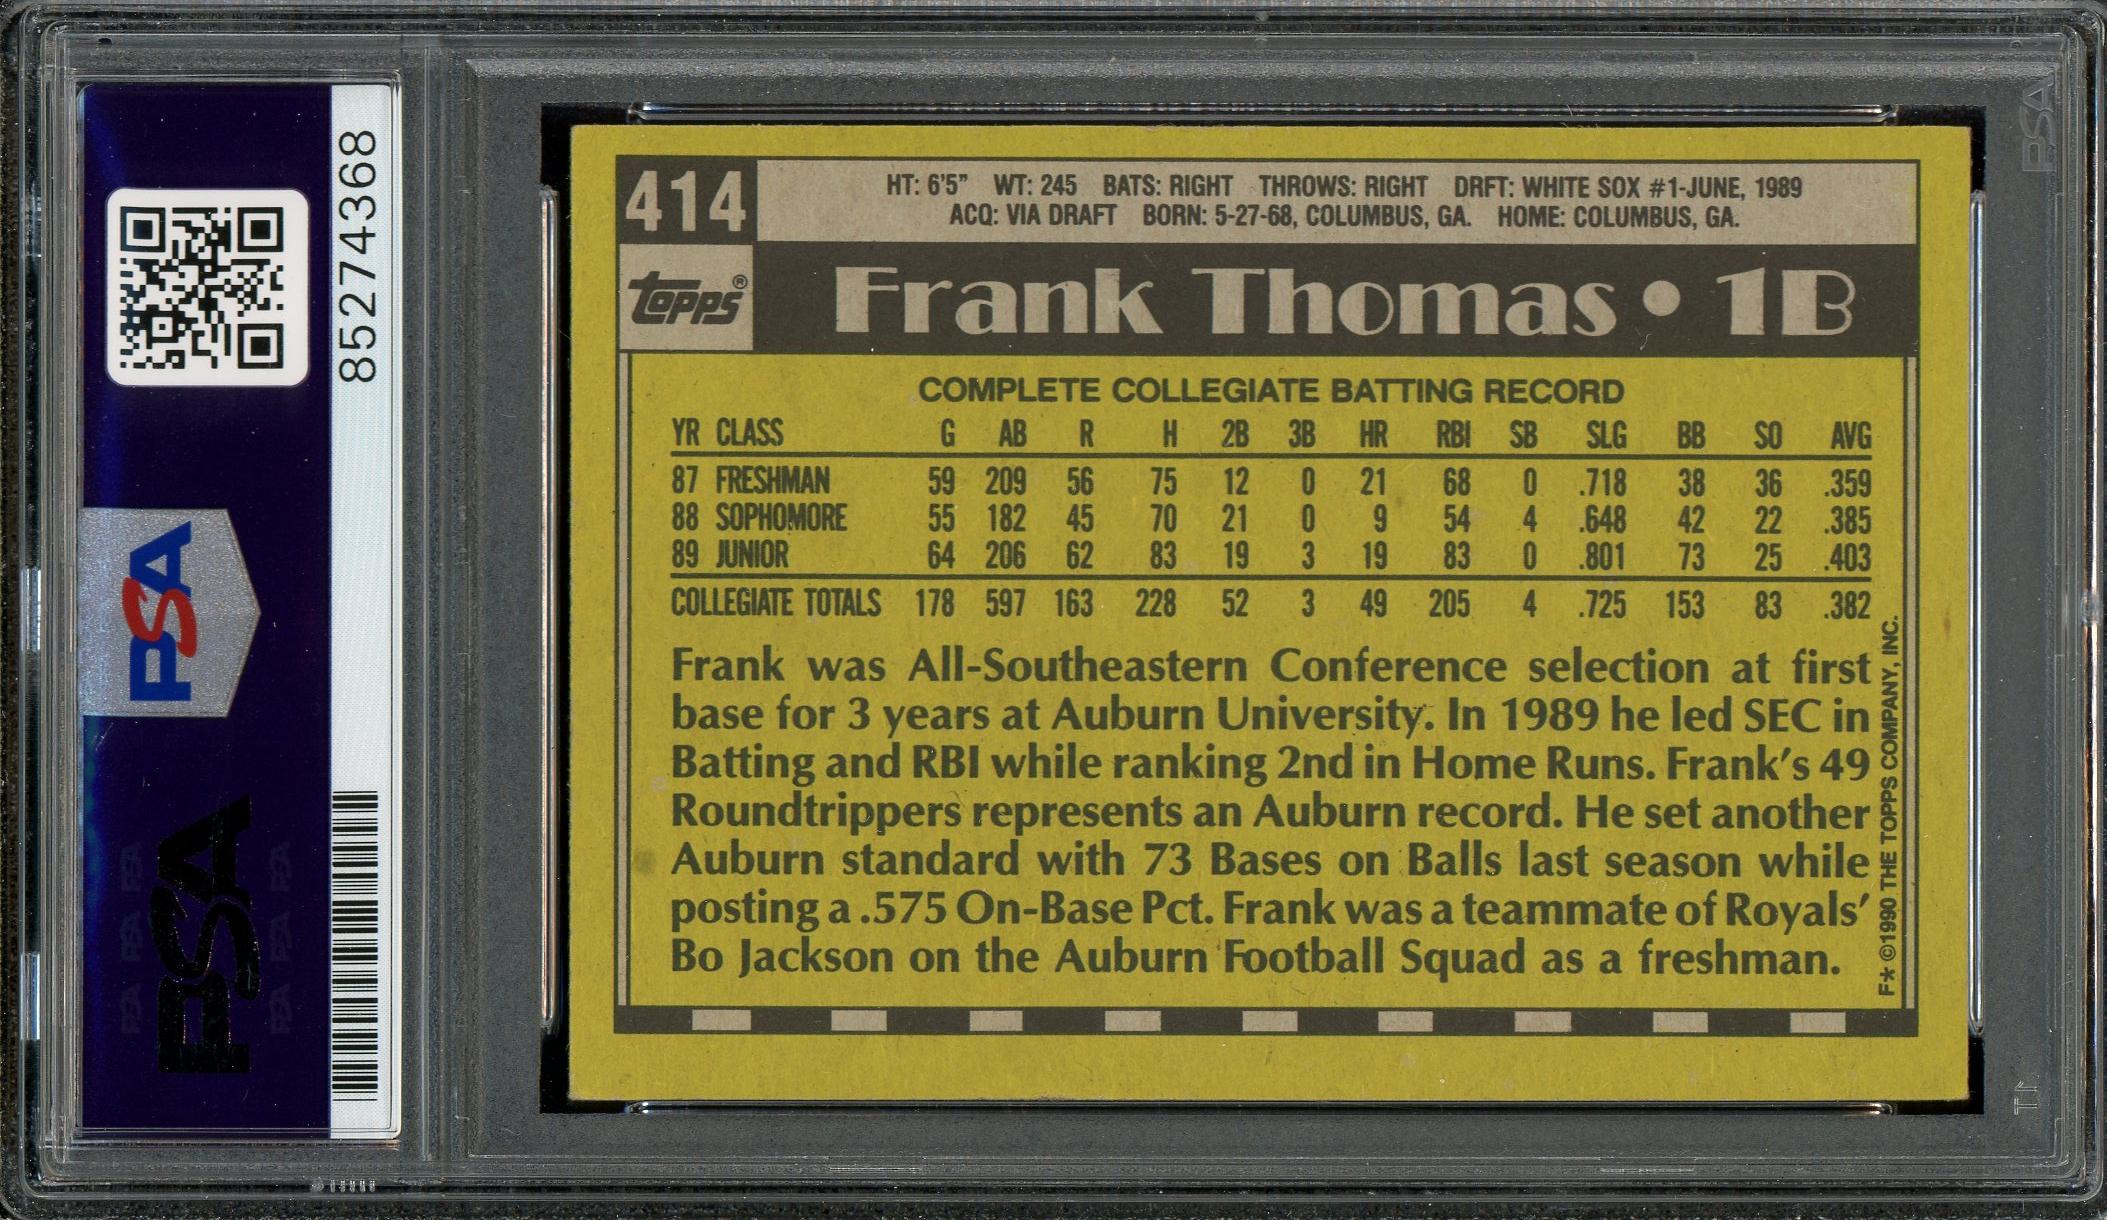 85274368
PSA
PSA
PSA
414
HT: 6'5" WT: 245 BATS: RIGHT THROWS: RIGHT DRFT: WHITE SOX #1-JUNE, 1989
ACQ: VIA DRAFT BORN: 5-27-68, COLUMBUS, GA. HOME: COLUMBUS, GA.
topps®
Frank Thomas • 1B
COMPLETE COLLEGIATE BATTING RECORD
YR CLASS G AB R H 2B 3B HR RBI SB SLG BB SO AVG
87 FRESHMAN 59 209 56 75 12 0 21 68 0 .718 38 36 .359
88 SOPHOMORE 55 182 45 70 21 0 9 54 4 .648 42 22 .385
89 JUNIOR 64 206 62 83 19 3 19 83 0 .801 73 25 .403
COLLEGIATE TOTALS 178 597 163 228 52 3 49 205 4 .725 153 83 .382
Frank was All-Southeastern Conference selection at first
base for 3 years at Auburn University. In 1989 he led SEC in
Batting and RBI while ranking 2nd in Home Runs. Frank's 49
Roundtrippers represents an Auburn record. He set another
Auburn standard with 73 Bases on Balls last season while
posting a .575 On-Base Pct. Frank was a teammate of Royals'
Bo Jackson on the Auburn Football Squad as a freshman.
F* ©1990 THE TOPPS COMPANY, INC.